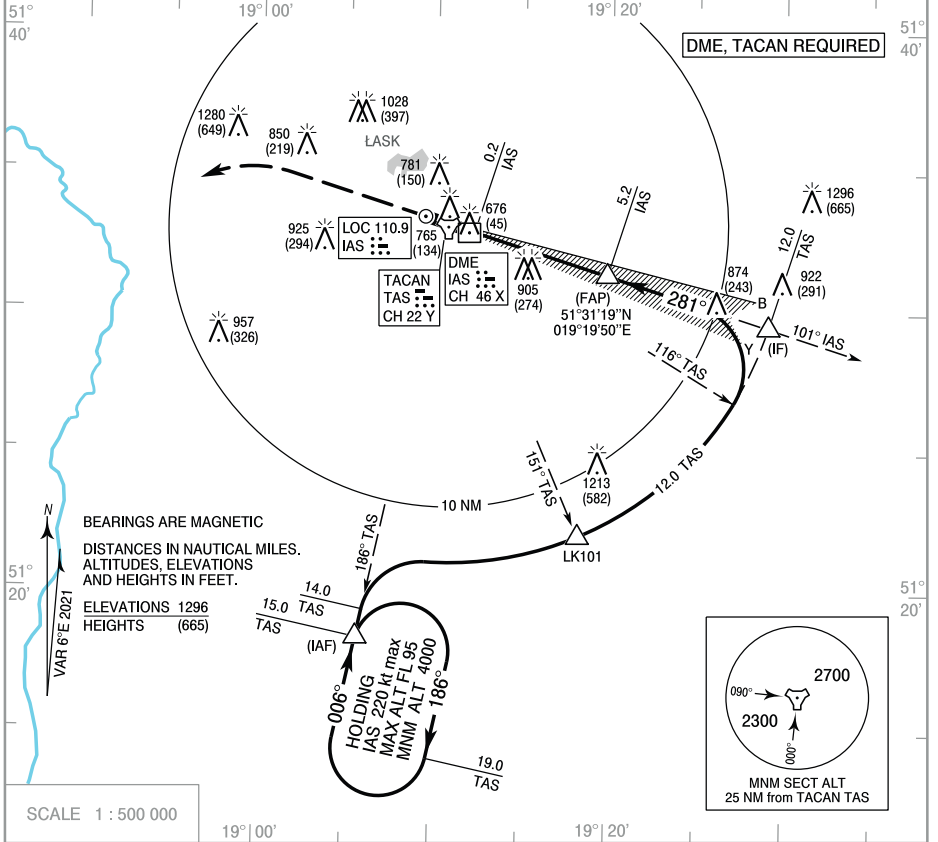 51°
40'
19° 00'
19° 20'
51°
40'
DME, TACAN REQUIRED
1028
(397)
1280
(649)
850
(219)
ŁASK
781
(150)
0.2
IAS
5.2
IAS
1296
(665)
12.0
TAS
676
(45)
925
(294)
LOC 110.9
IAS
765
(134)
TACAN
TAS
CH 22 Y
DME
IAS
CH 46 X
905
(274)
(FAP)
51°31'19"N
019°19'50"E
281°
874
(243)
922
(291)
B
Y
(IF)
101° IAS
957
(326)
116° TAS
151° TAS
1213
(582)
12.0 TAS
10 NM
LK101
186° TAS
N
VAR 6°E 2021
BEARINGS ARE MAGNETIC
DISTANCES IN NAUTICAL MILES.
ALTITUDES, ELEVATIONS
AND HEIGHTS IN FEET.
ELEVATIONS 1296
HEIGHTS (665)
51°
20'
51°
20'
14.0
TAS
15.0
TAS
(IAF)
006°
HOLDING
IAS 220 kt max
MAX ALT FL 95
MNM ALT 4000
186°
19.0
TAS
2700
090°
2300
000°
MNM SECT ALT
25 NM from TACAN TAS
SCALE 1 : 500 000
19° 00'
19° 20'